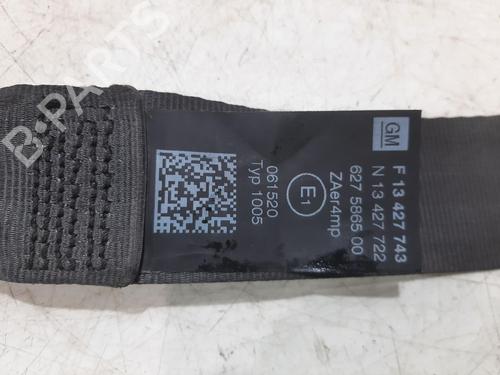 GM
F 13 427 743
N 13 427 722
627 5865 00
ZAer4mp
E1
061520
Typ 1005
B-PARTS